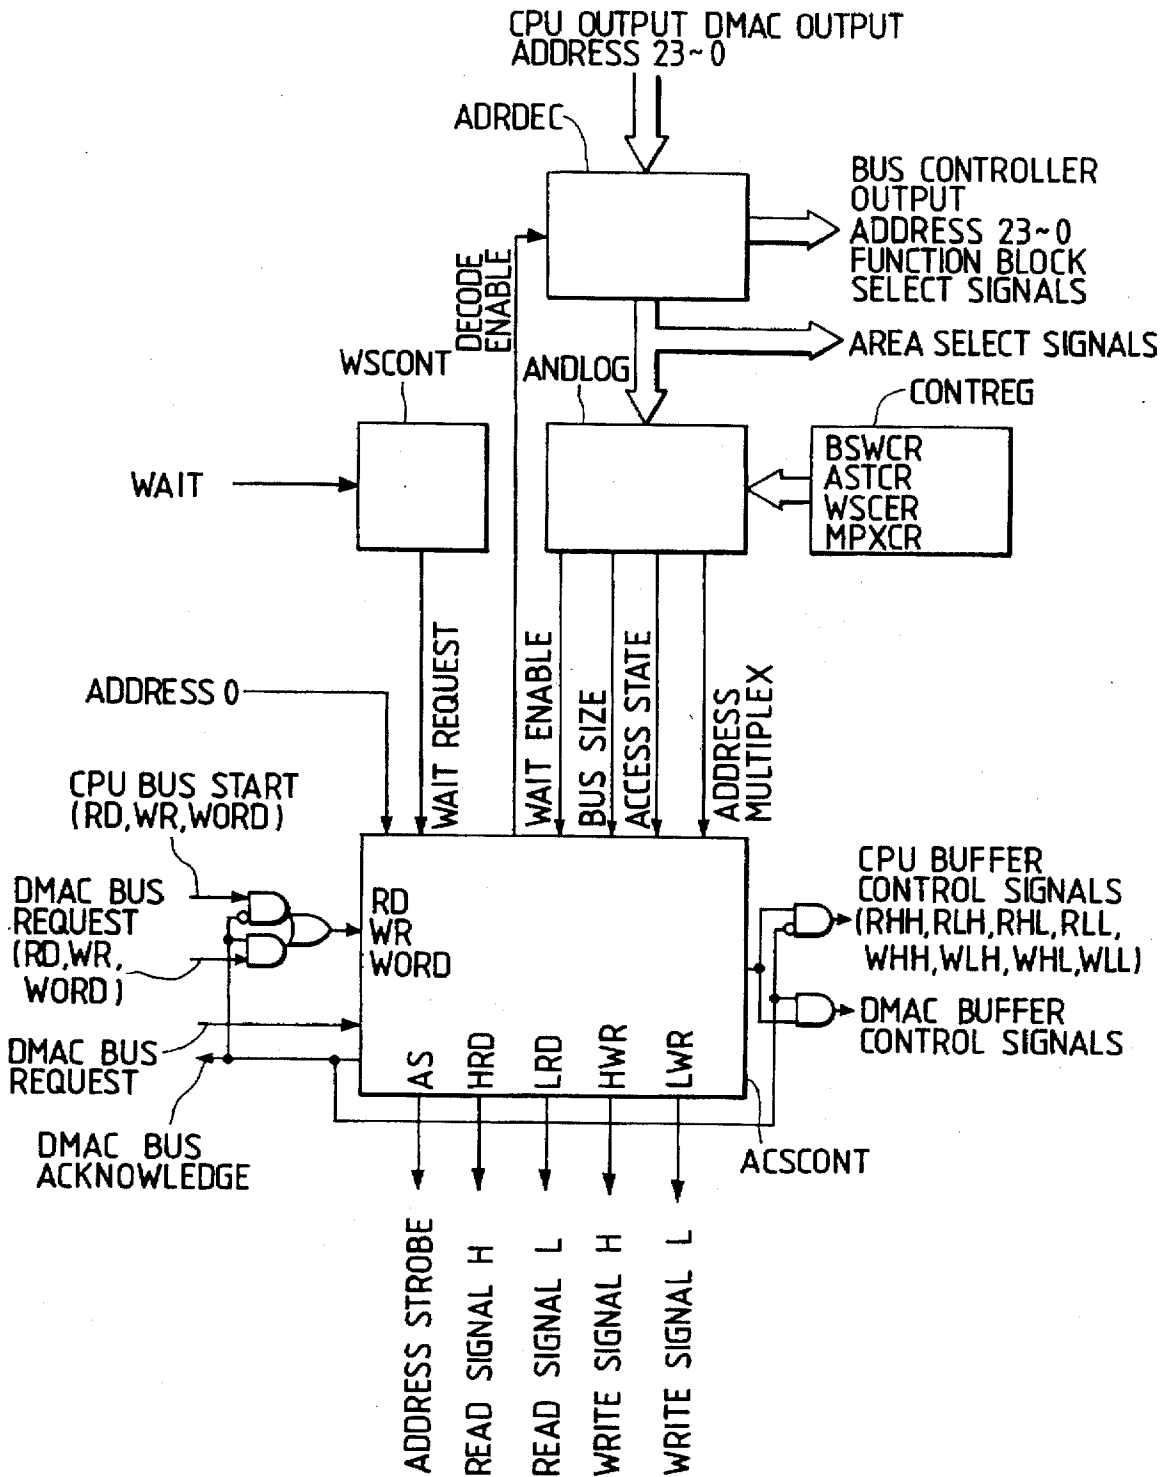 CPU OUTPUT DMAC OUTPUT
ADDRESS 23~0
ADRDEC
BUS CONTROLLER
OUTPUT
ADDRESS 23~0
FUNCTION BLOCK
SELECT SIGNALS
DECODE
ENABLE
AREA SELECT SIGNALS
WSCONT
ANDLOG
CONTREG
BSWCR
ASTCR
WSCER
MPXCR
WAIT
WAIT REQUEST
WAIT ENABLE
BUS SIZE
ACCESS STATE
ADDRESS
MULTIPLEX
ADDRESS 0
CPU BUS START
(RD,WR,WORD)
DMAC BUS
REQUEST
(RD,WR,
WORD)
RD
WR
WORD
CPU BUFFER
CONTROL SIGNALS
(RHH,RLH,RHL,RLL,
WHH,WLH,WHL,WLL)
DMAC BUFFER
CONTROL SIGNALS
DMAC BUS
REQUEST
AS
HRD
LRD
HWR
LWR
DMAC BUS
ACKNOWLEDGE
ACSCONT
ADDRESS STROBE
READ SIGNAL H
READ SIGNAL L
WRITE SIGNAL H
WRITE SIGNAL L